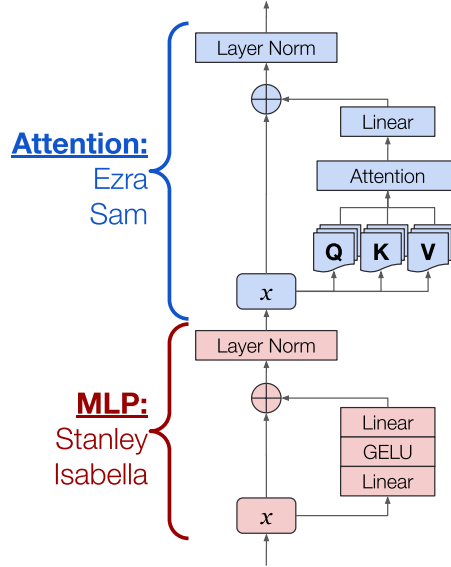 Layer Norm
Linear
Attention:
Ezra
Sam
Attention
Q K V
x
Layer Norm
MLP:
Stanley
Isabella
Linear
GELU
Linear
x